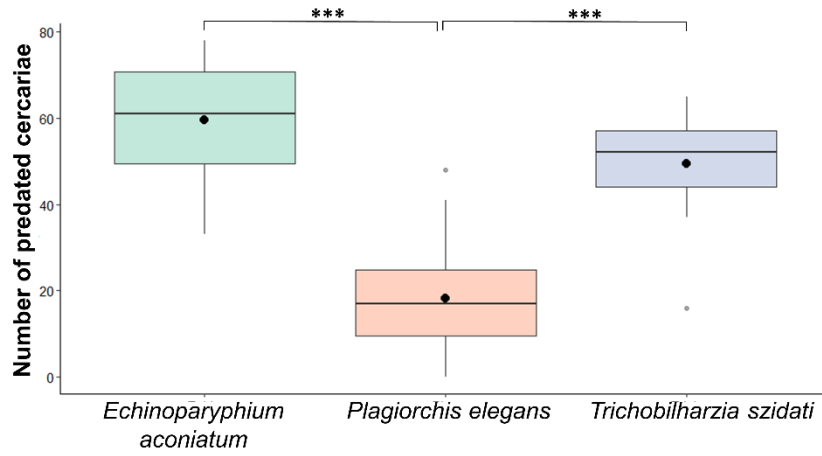 *** ***
80
60
40
20
0
Number of predated cercariae
Echinoparyphium
aconiatum
Plagiorchis elegans
Trichobilharzia szidati